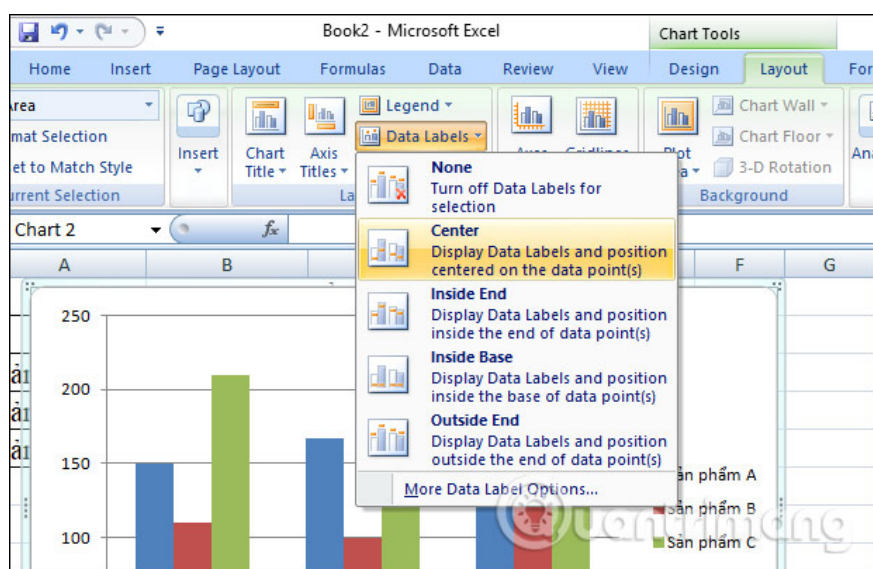 Book2 - Microsoft Excel
Chart Tools
Home Insert Page Layout Formulas Data Review View Design Layout
Legend
Chart Wall
Data Labels
Chart Floor
Insert
Chart Title
Axis Titles
3-D Rotation
to Match Style
Selection
Background
Chart 2
fx
A B F G
None
Turn off Data Labels for
selection
Center
Display Data Labels and position
centered on the data point(s)
Inside End
Display Data Labels and position
inside the end of data point(s)
Inside Base
Display Data Labels and position
inside the base of data point(s)
Outside End
Display Data Labels and position
outside the end of data point(s)
More Data Label Options...
250
200
150
100
Sản phẩm A
Sản phẩm B
Sản phẩm C
Quantrimang